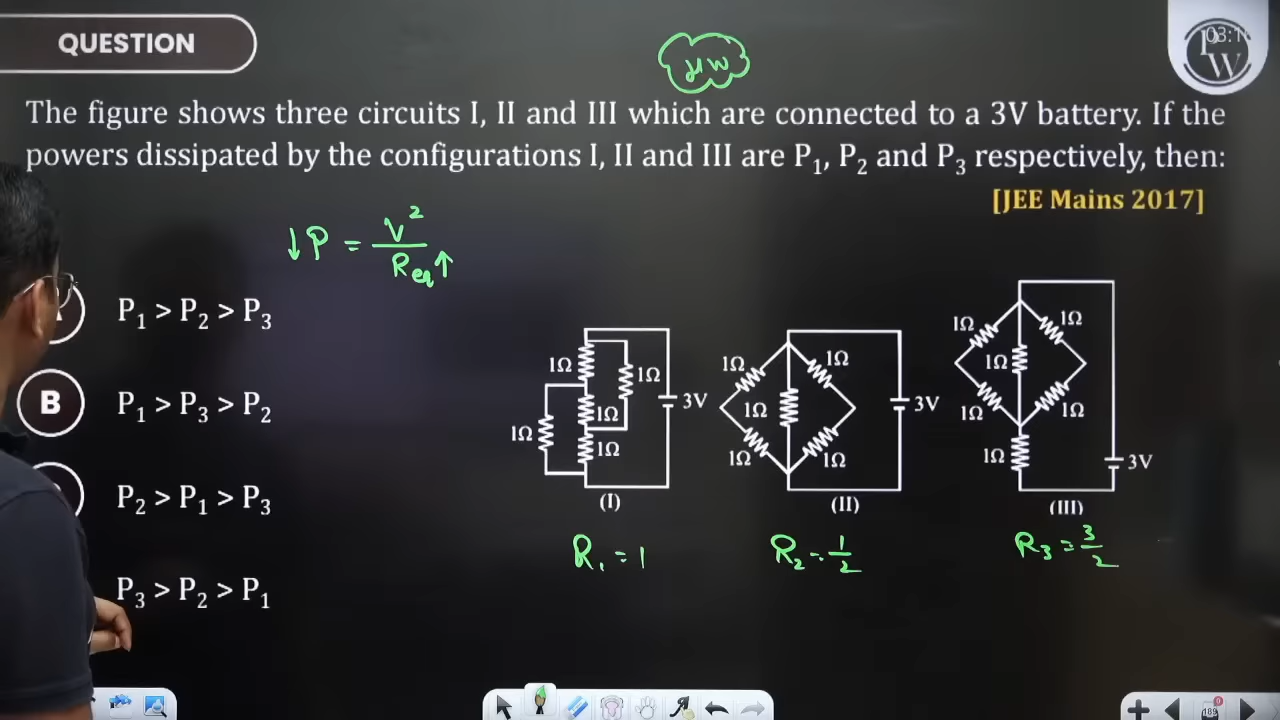 QUESTION
HW
03:1
PW
The figure shows three circuits I, II and III which are connected to a 3V battery. If the
powers dissipated by the configurations I, II and III are P₁, P₂ and P₃ respectively, then:
[JEE Mains 2017]
↓P = V²/Req↑
P₁ > P₂ > P₃
B P₁ > P₃ > P₂
P₂ > P₁ > P₃
P₃ > P₂ > P₁
1Ω
1Ω
1Ω
1Ω
1Ω
3V
(I)
1Ω
1Ω
1Ω
1Ω
1Ω
3V
(II)
1Ω
1Ω
1Ω
1Ω
1Ω
1Ω
3V
(III)
R₁ = 1
R₂ = 1/2
R₃ = 3/2
189